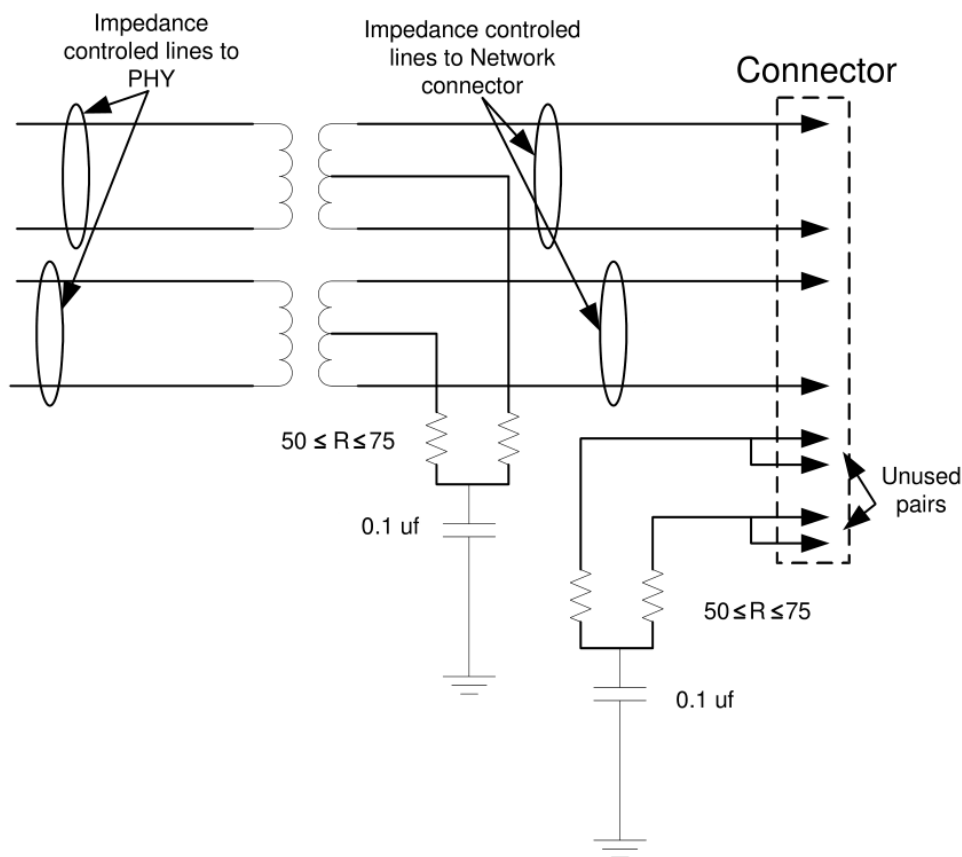 Impedance
controled lines to
PHY
Impedance controled
lines to Network
connector
Connector
50 ≤ R ≤ 75
0.1 uf
Unused
pairs
50 ≤ R ≤ 75
0.1 uf